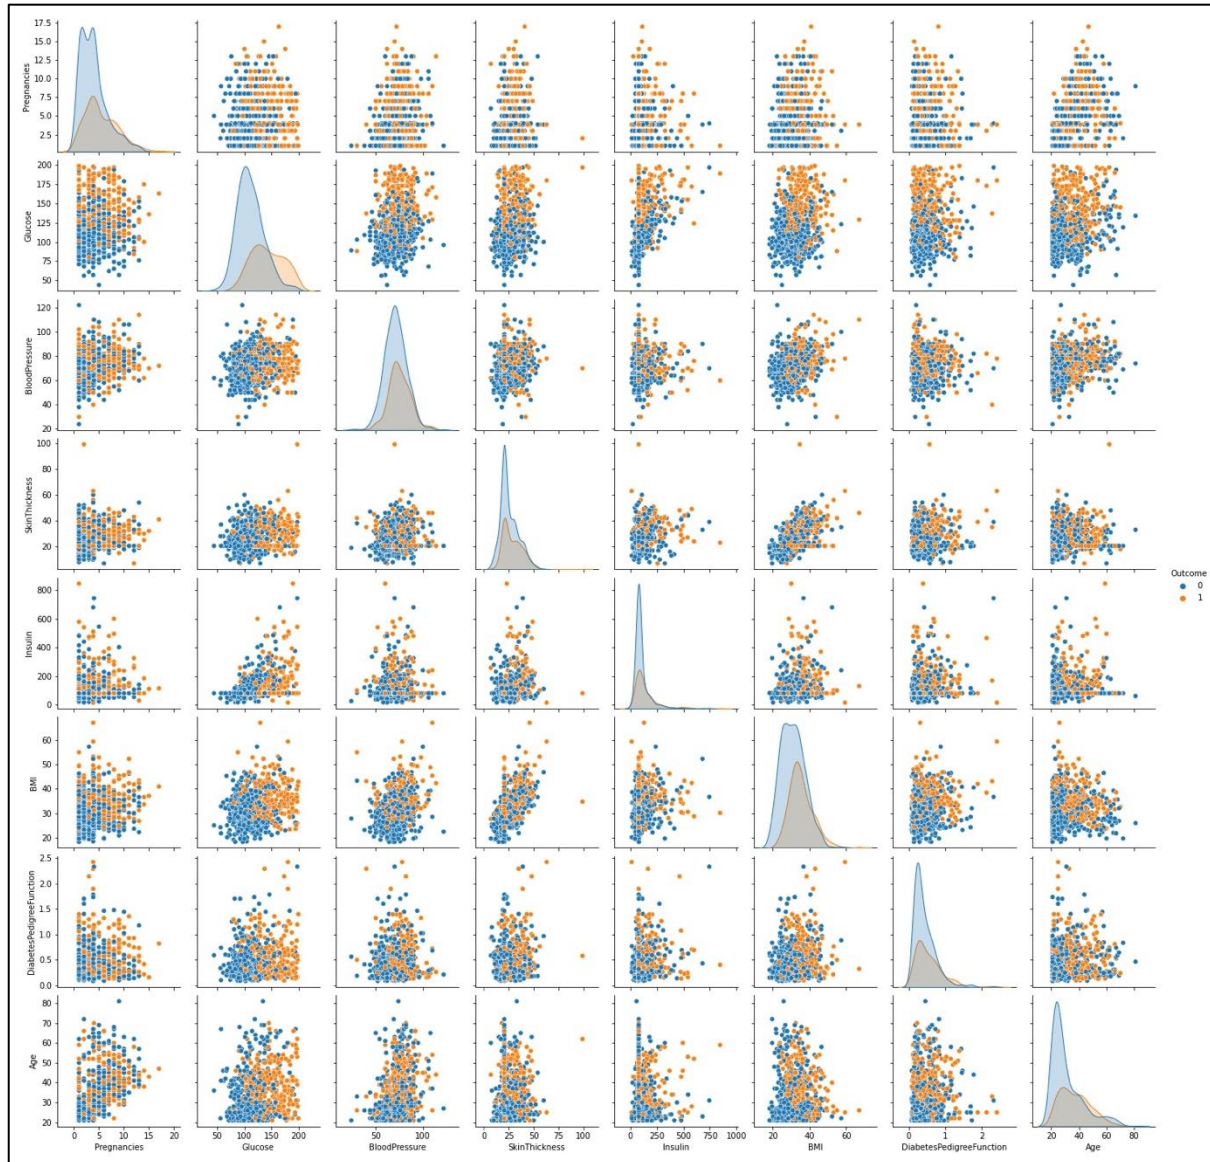 Pregnancies
17.5
15.0
12.5
10.0
7.5
5.0
2.5
Glucose
200
175
150
125
100
75
50
BloodPressure
120
100
80
60
40
20
SkinThickness
100
80
60
40
20
Insulin
800
600
400
200
0
BMI
60
50
40
30
20
DiabetesPedigreeFunction
2.5
2.0
1.5
1.0
0.5
0.0
Age
80
70
60
50
40
30
20
0 5 10 15 20
Pregnancies
50 100 150 200
Glucose
50 100
BloodPressure
0 25 50 75 100
SkinThickness
0 250 500 750 1000
Insulin
20 40 60
BMI
0 1 2
DiabetesPedigreeFunction
20 40 60 80
Age
Outcome
0
1